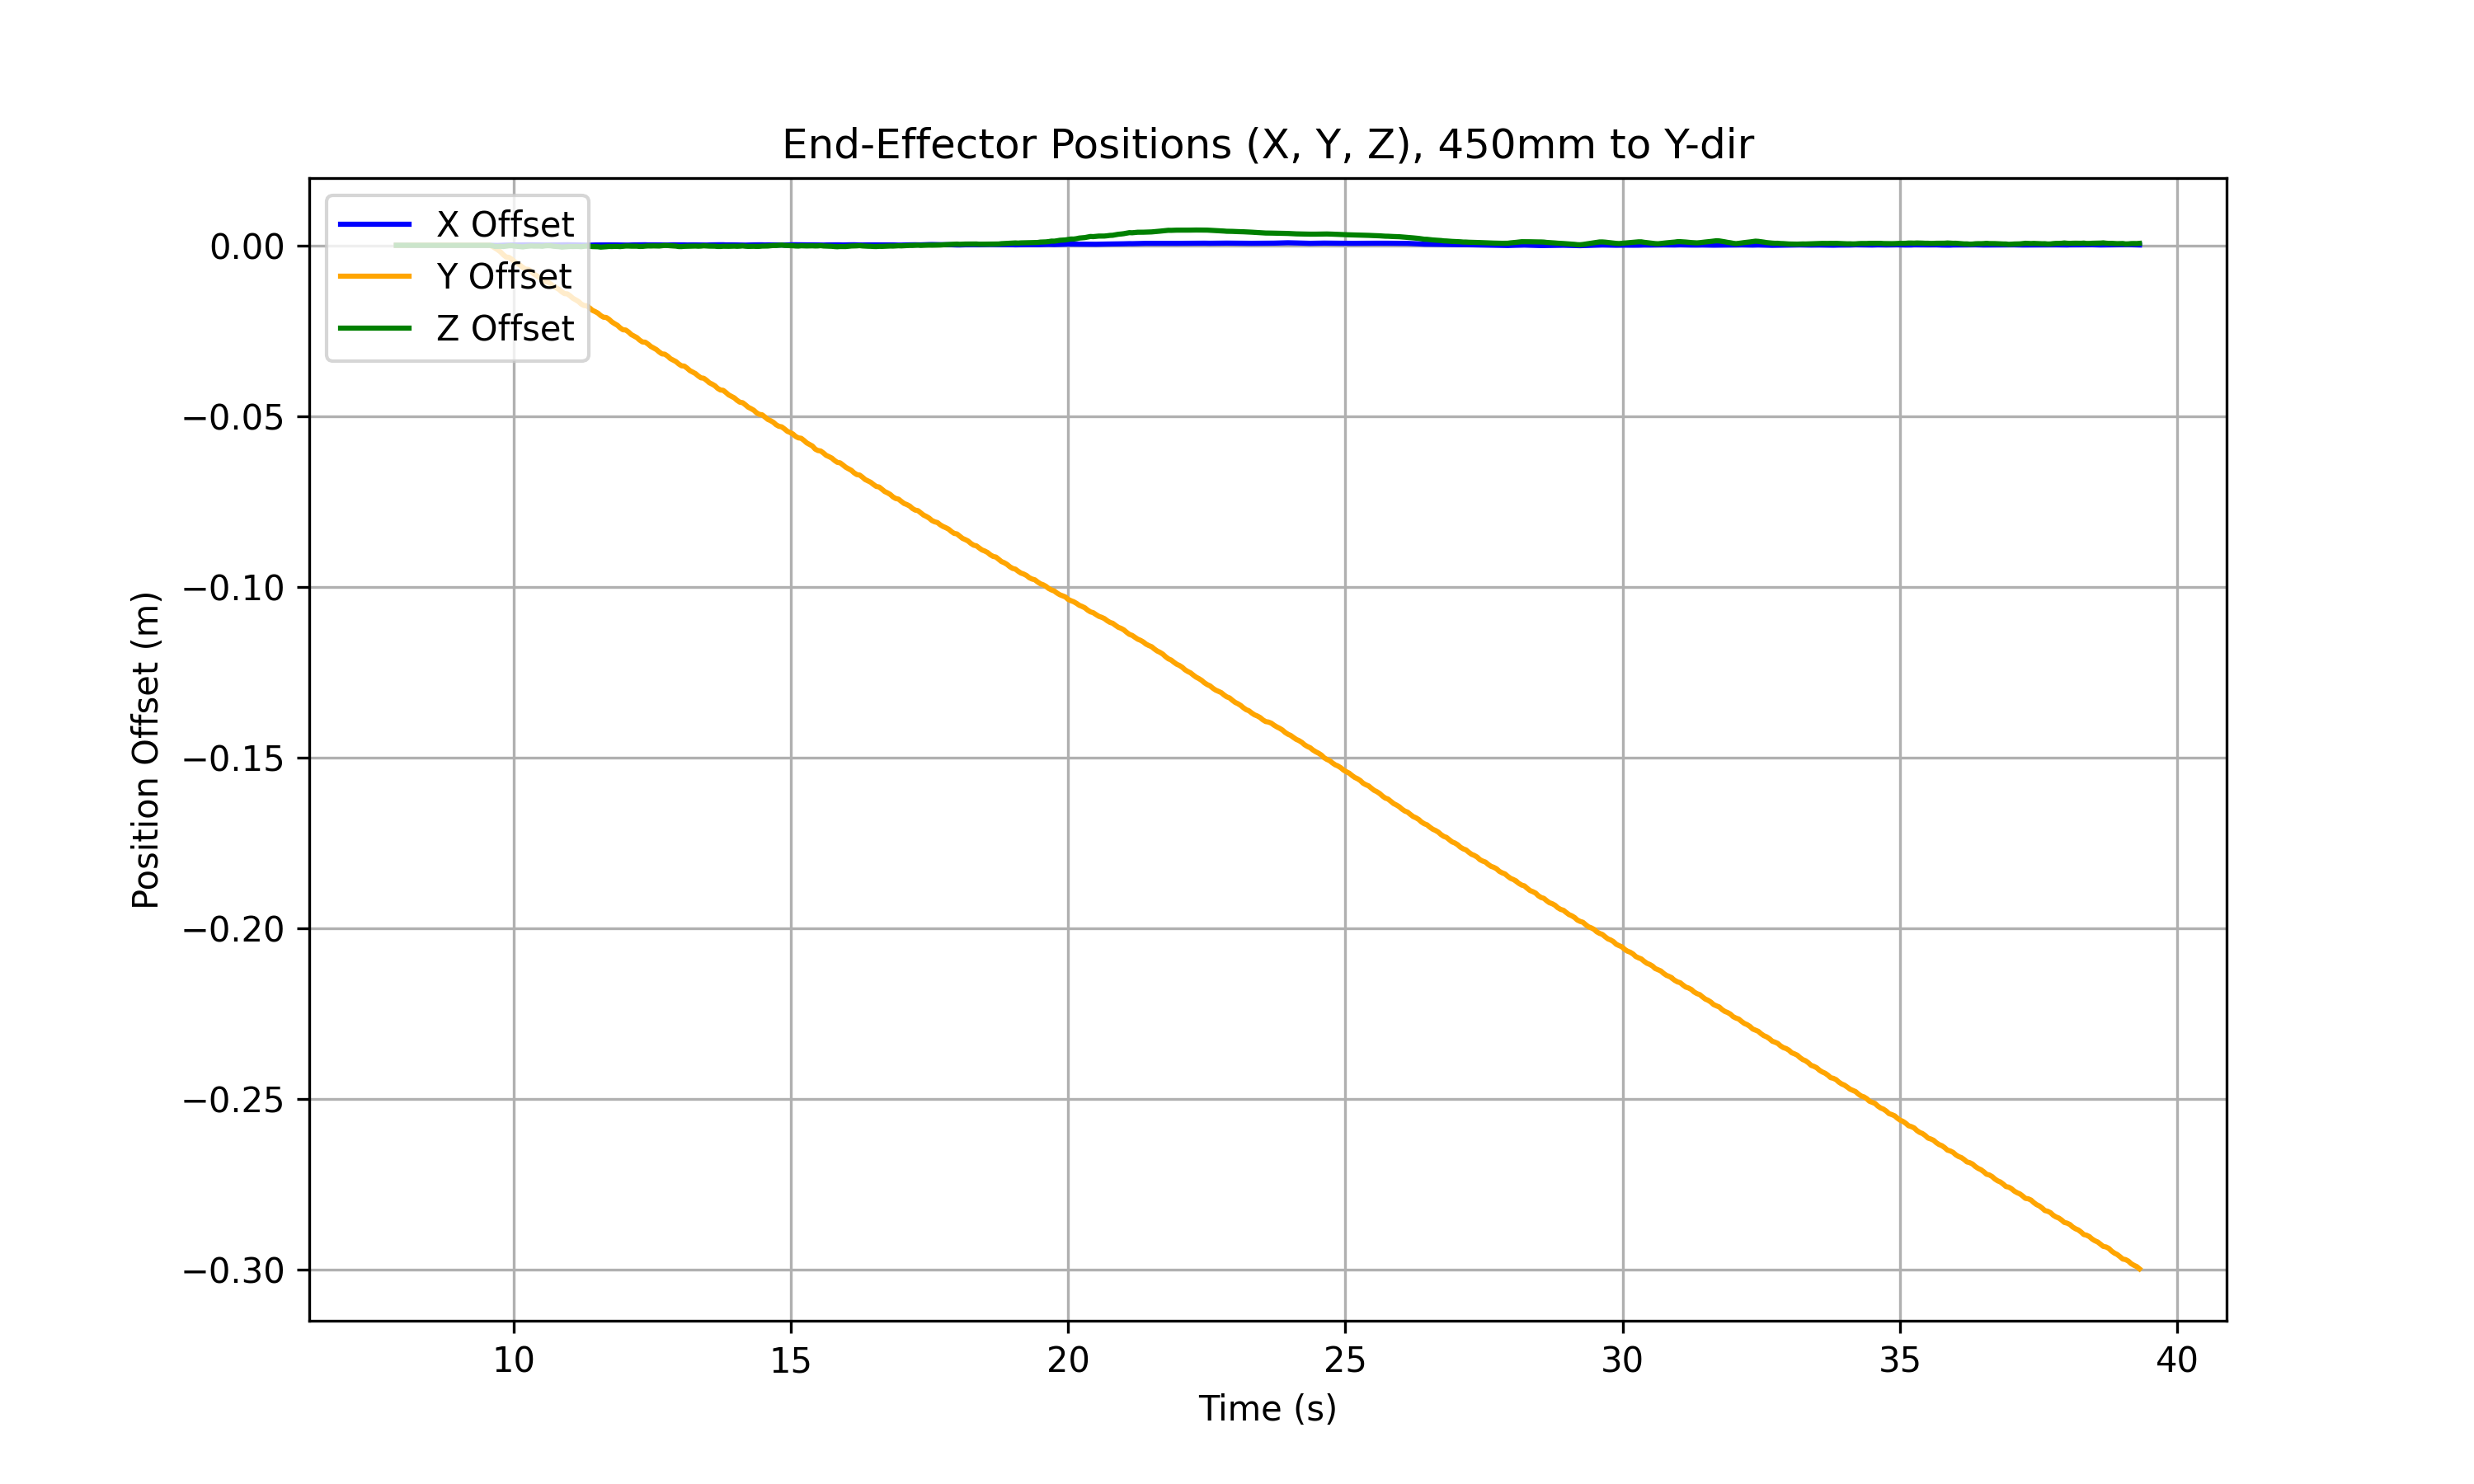 End-Effector Positions (X, Y, Z), 450mm to Y-dir
X Offset
Y Offset
Z Offset
0.00
−0.05
−0.10
−0.15
−0.20
−0.25
−0.30
Position Offset (m)
10 15 20 25 30 35 40
Time (s)